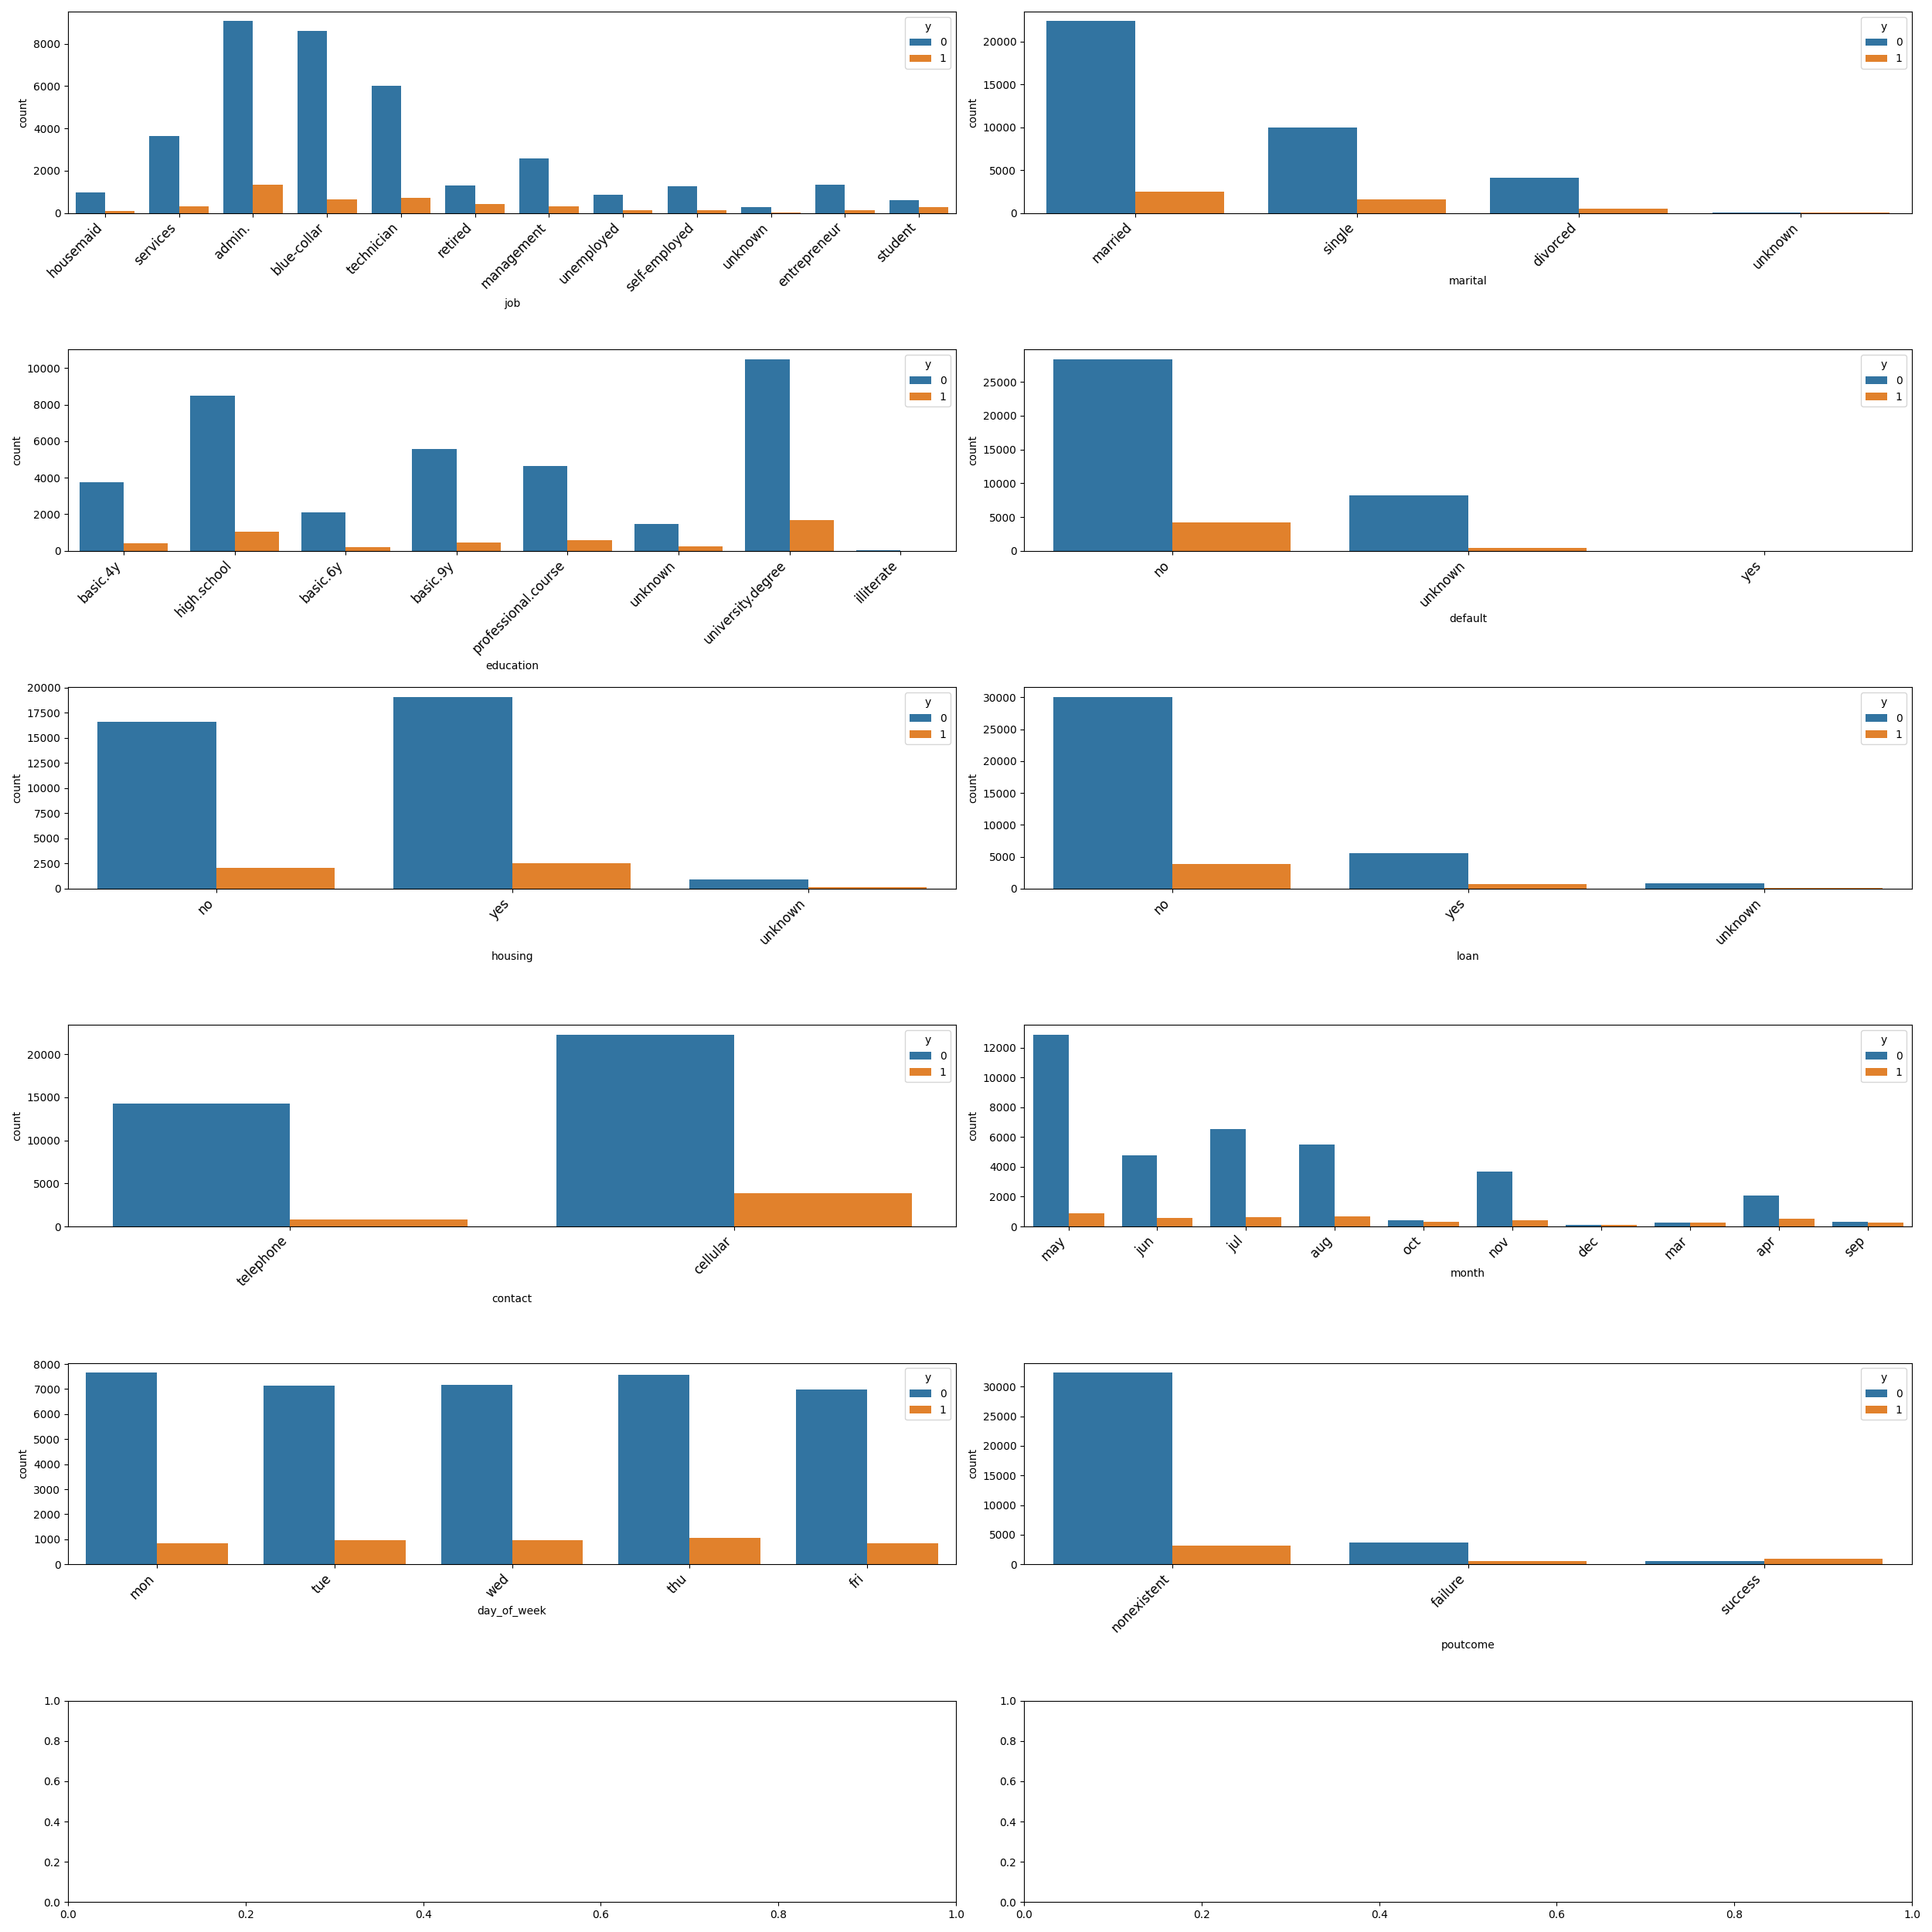 y
0
1
8000
6000
4000
2000
0
count
housemaid
services
admin.
blue-collar
technician
retired
management
unemployed
self-employed
unknown
entrepreneur
student
job
y
0
1
20000
15000
10000
5000
0
count
married
single
divorced
unknown
marital
y
0
1
10000
8000
6000
4000
2000
0
count
basic.4y
high.school
basic.6y
basic.9y
professional.course
unknown
university.degree
illiterate
education
y
0
1
25000
20000
15000
10000
5000
0
count
no
unknown
yes
default
y
0
1
20000
17500
15000
12500
10000
7500
5000
2500
0
count
no
yes
unknown
housing
y
0
1
30000
25000
20000
15000
10000
5000
0
count
no
yes
unknown
loan
y
0
1
20000
15000
10000
5000
0
count
telephone
cellular
contact
y
0
1
12000
10000
8000
6000
4000
2000
0
count
may
jun
jul
aug
oct
nov
dec
mar
apr
sep
month
y
0
1
8000
7000
6000
5000
4000
3000
2000
1000
0
count
mon
tue
wed
thu
fri
day_of_week
y
0
1
30000
25000
20000
15000
10000
5000
0
count
nonexistent
failure
success
poutcome
1.0
0.8
0.6
0.4
0.2
0.0
0.0 0.2 0.4 0.6 0.8 1.0
1.0
0.8
0.6
0.4
0.2
0.0
0.0 0.2 0.4 0.6 0.8 1.0